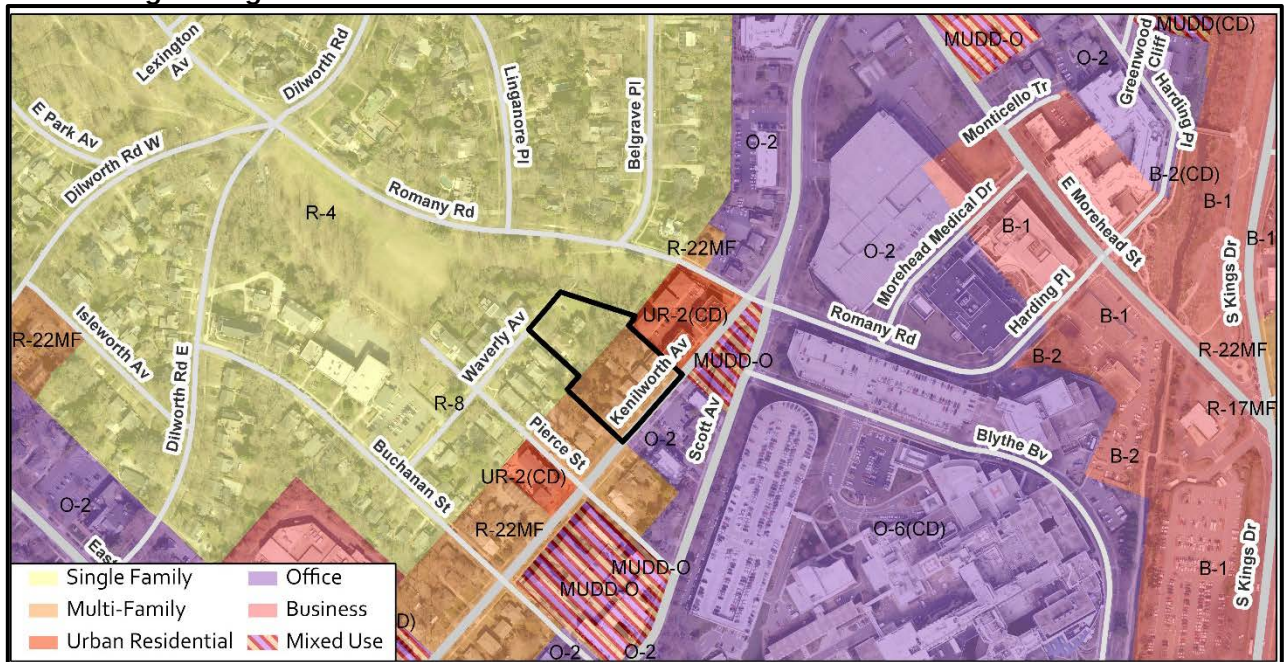 MUDD(CD)
MUDD-O
O-2
Greenwood
Cliff
Harding Pl
Lexington
Av
Dilworth Rd
Linganore Pl
Belgrave Pl
E Park Av
Dilworth Rd W
Monticello Tr
O-2
B-2(CD)
B-1
R-4
Romany Rd
Morehead Medical Dr
E Morehead St
B-1
B-1
S Kings Dr
R-22MF
O-2
Isleworth Av
R-22MF
Waverly Av
UR-2(CD)
Romany Rd
Harding Pl
B-1
B-2
R-22MF
Dilworth Rd E
R-8
Kenilworth Av
MUDD-O
Scott Av
R-17MF
Pierce St
O-2
Blythe Bv
B-2
Buchanan St
UR-2(CD)
O-2
R-22MF
O-6(CD)
S Kings Dr
B-1
East
MUDD-O
MUDD-O
D)
O-2
O-2
Single Family
Office
Multi-Family
Business
Urban Residential
Mixed Use